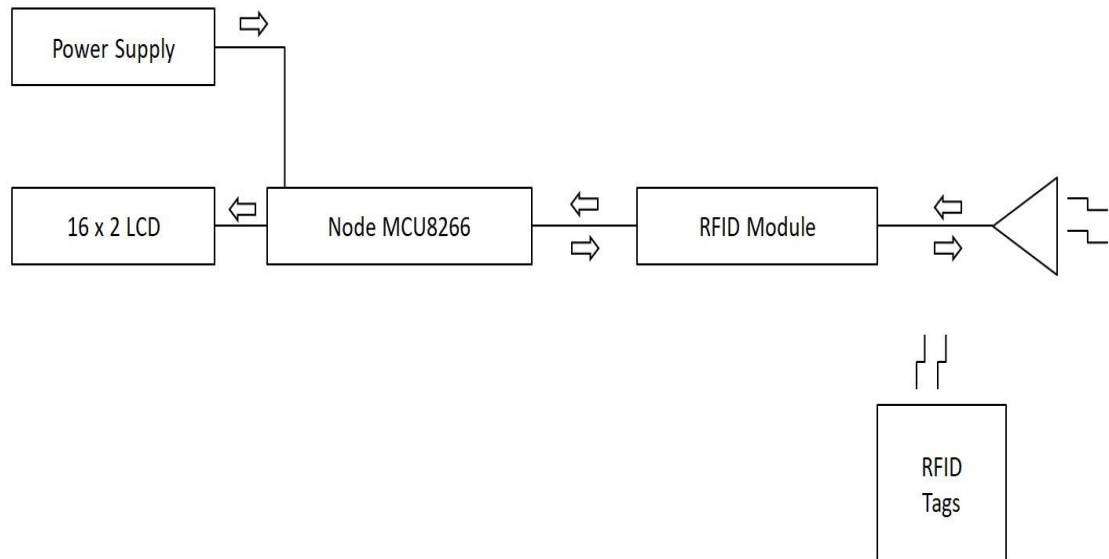 Power Supply
16 x 2 LCD
Node MCU8266
RFID Module
RFID
Tags